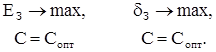 E₃ → max, δ₃ → max,
C = Cопт C = Cопт.